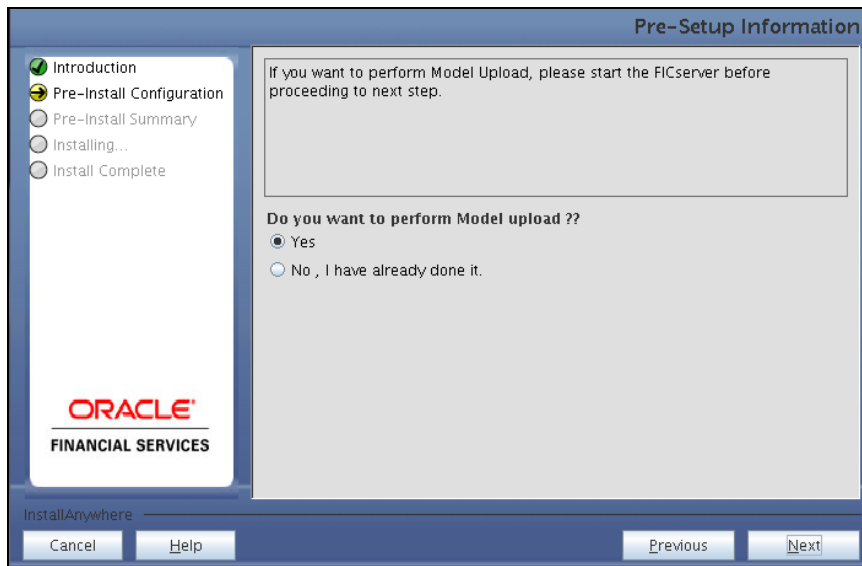 Pre-Setup Information
Introduction
Pre-Install Configuration
Pre-Install Summary
Installing...
Install Complete
If you want to perform Model Upload, please start the FICserver before
proceeding to next step.
Do you want to perform Model upload ??
Yes
No , I have already done it.
ORACLE'
FINANCIAL SERVICES
InstallAnywhere
Cancel
Help
Previous
Next